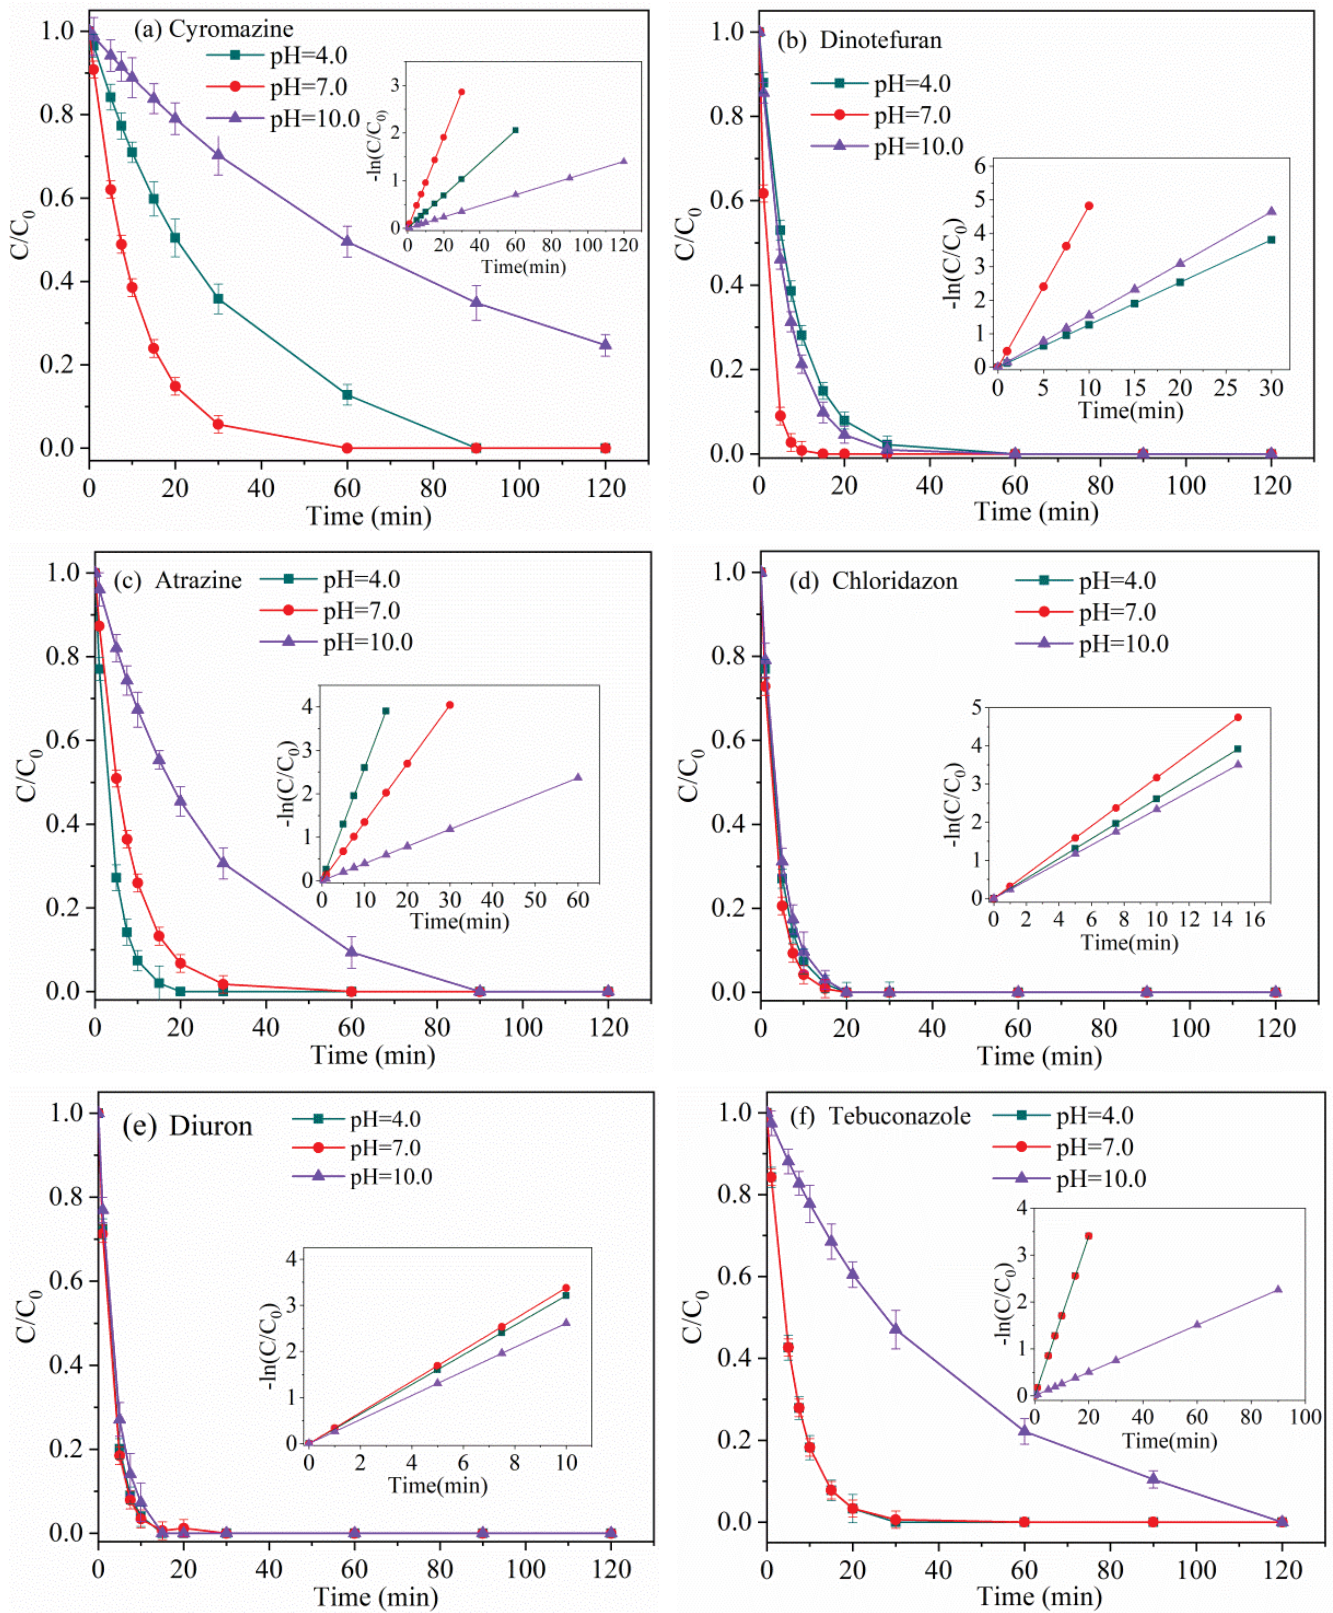 (a) Cyromazine
pH=4.0
pH=7.0
pH=10.0
C/C0
1.0
0.8
0.6
0.4
0.2
0.0
0 20 40 60 80 100 120
Time (min)
-ln(C/C0)
3
2
1
0
0 20 40 60 80 100 120
Time(min)
(b) Dinotefuran
pH=4.0
pH=7.0
pH=10.0
C/C0
1.0
0.8
0.6
0.4
0.2
0.0
0 20 40 60 80 100 120
Time (min)
-ln(C/C0)
6
5
4
3
2
1
0
0 5 10 15 20 25 30
Time(min)
(c) Atrazine
pH=4.0
pH=7.0
pH=10.0
C/C0
1.0
0.8
0.6
0.4
0.2
0.0
0 20 40 60 80 100 120
Time (min)
-ln(C/C0)
4
3
2
1
0
0 10 20 30 40 50 60
Time(min)
(d) Chloridazon
pH=4.0
pH=7.0
pH=10.0
C/C0
1.0
0.8
0.6
0.4
0.2
0.0
0 20 40 60 80 100 120
Time (min)
-ln(C/C0)
5
4
3
2
1
0
0 2 4 6 8 10 12 14 16
Time(min)
(e) Diuron
pH=4.0
pH=7.0
pH=10.0
C/C0
1.0
0.8
0.6
0.4
0.2
0.0
0 20 40 60 80 100 120
Time (min)
-ln(C/C0)
4
3
2
1
0
0 2 4 6 8 10
Time(min)
(f) Tebuconazole
pH=4.0
pH=7.0
pH=10.0
C/C0
1.0
0.8
0.6
0.4
0.2
0.0
0 20 40 60 80 100 120
Time (min)
-ln(C/C0)
4
3
2
1
0
0 20 40 60 80 100
Time(min)